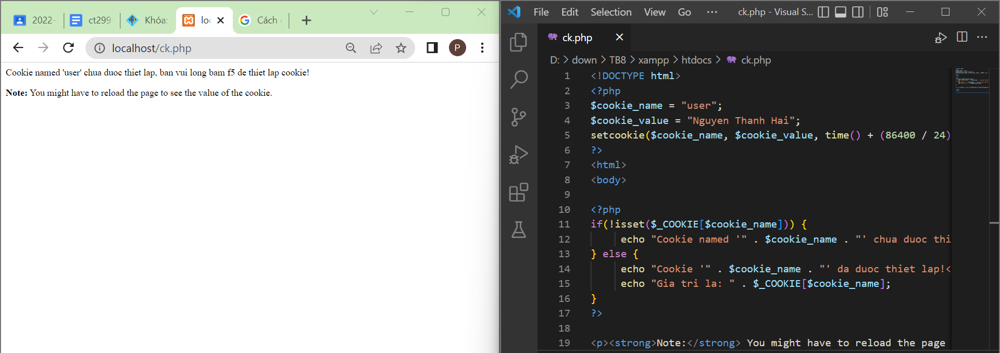 2022-
ct299-
Khóa:
loc
Cách
localhost/ck.php
P
Cookie named 'user' chua duoc thiet lap, ban vui long bam f5 de thiet lap cookie!
Note: You might have to reload the page to see the value of the cookie.
File Edit Selection View Go ck.php - Visual S...
ck.php
D: > down > TB8 > xampp > htdocs > ck.php
1 <!DOCTYPE html>
2 <?php
3 $cookie_name = "user";
4 $cookie_value = "Nguyen Thanh Hai";
5 setcookie($cookie_name, $cookie_value, time() + (86400 / 24)
6 ?>
7 <html>
8 <body>
9
10 <?php
11 if(!isset($_COOKIE[$cookie_name])) {
12 echo "Cookie named '" . $cookie_name . "' chua duoc thi
13 } else {
14 echo "Cookie '" . $cookie_name . "' da duoc thiet lap!<
15 echo "Gia tri la: " . $_COOKIE[$cookie_name];
16 }
17 ?>
18
19 <p><strong>Note:</strong> You might have to reload the page